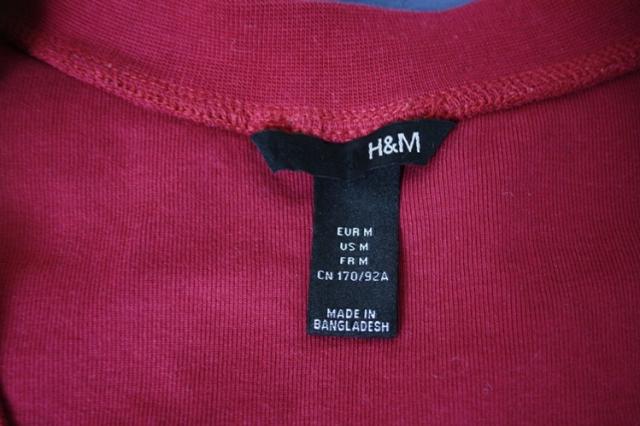 H&M
EUR M
US M
FR M
CN 170/92A
MADE IN
BANGLADESH